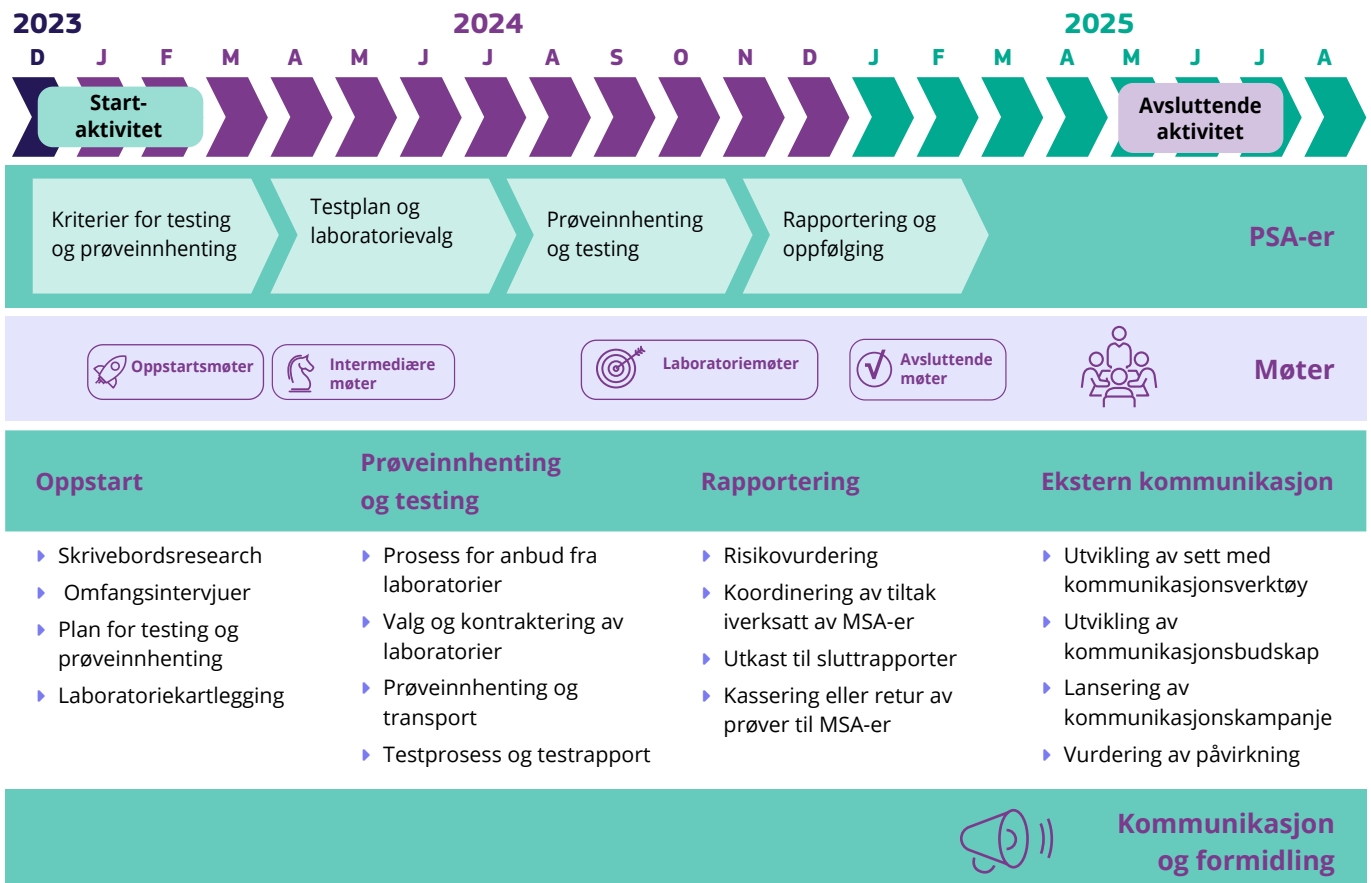 2023
2024
2025
D J F M A M J J A S O N D J F M A M J J A
Start-
aktivitet
Avsluttende
aktivitet
Kriterier for testing
og prøveinnhenting
Testplan og
laboratorievalg
Prøveinnhenting
og testing
Rapportering og
oppfølging
PSA-er
Oppstartsmøter
Intermediære
møter
Laboratoriemøter
Avsluttende
møter
Møter
Oppstart
Skrivebordsresearch
Omfangsintervjuer
Plan for testing og
prøveinnhenting
Laboratoriekartlegging
Prøveinnhenting
og testing
Prosess for anbud fra
laboratorier
Valg og kontraktering av
laboratorier
Prøveinnhenting og
transport
Testprosess og testrapport
Rapportering
Risikovurdering
Koordinering av tiltak
iverksatt av MSA-er
Utkast til sluttrapporter
Kassering eller retur av
prøver til MSA-er
Ekstern kommunikasjon
Utvikling av sett med
kommunikasjonsverktøy
Utvikling av
kommunikasjonsbudskap
Lansering av
kommunikasjonskampanje
Vurdering av påvirkning
Kommunikasjon
og formidling